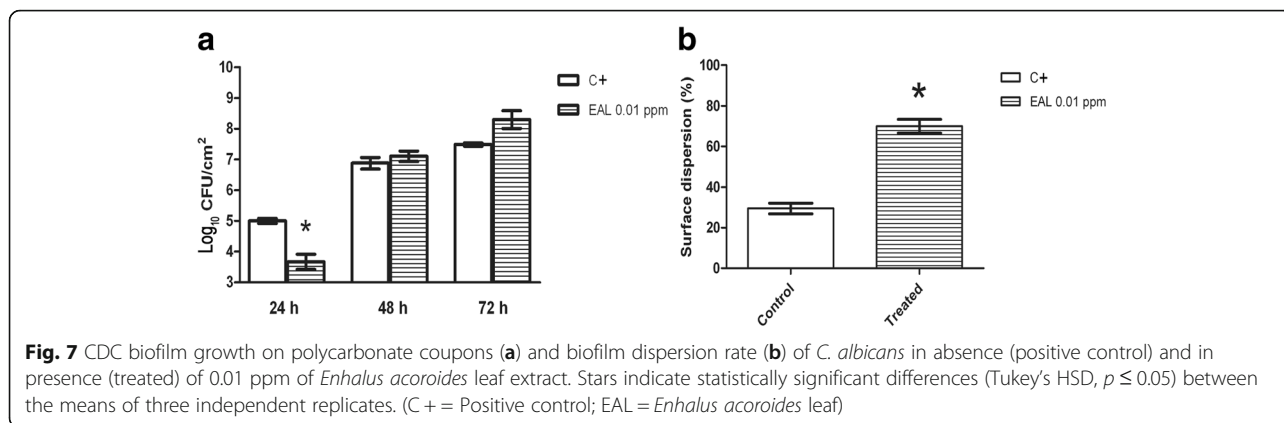 a
b
10
9
8
7
6
5
4
3
Log10 CFU/cm2
*
24 h
48 h
72 h
C+
EAL 0.01 ppm
100
80
60
40
20
0
Surface dispersion (%)
*
Control
Treated
C+
EAL 0.01 ppm
Fig. 7 CDC biofilm growth on polycarbonate coupons (a) and biofilm dispersion rate (b) of C. albicans in absence (positive control) and in
presence (treated) of 0.01 ppm of Enhalus acoroides leaf extract. Stars indicate statistically significant differences (Tukey's HSD, p ≤ 0.05) between
the means of three independent replicates. (C + = Positive control; EAL = Enhalus acoroides leaf)